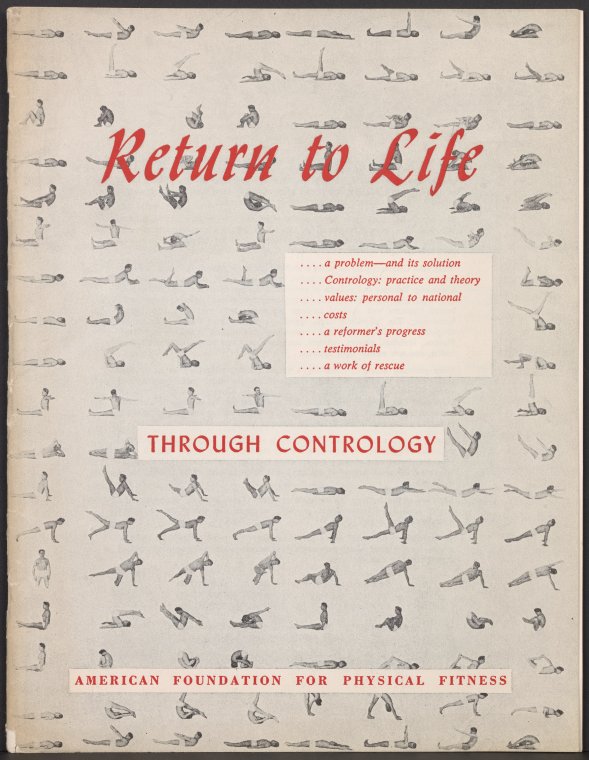 Return to Life
....a problem—and its solution
....Contrology: practice and theory
....values: personal to national
....costs
....a reformer's progress
....testimonials
....a work of rescue
THROUGH CONTROLOGY
AMERICAN FOUNDATION FOR PHYSICAL FITNESS